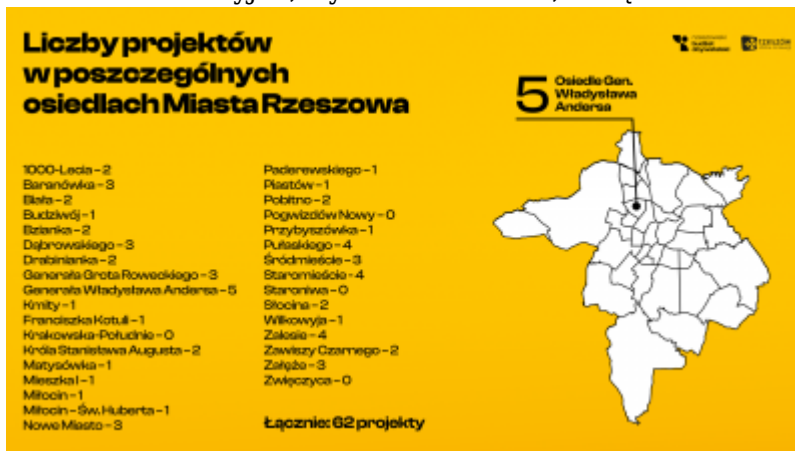 Liczby projektów
w poszczególnych
osiedlach Miasta Rzeszowa
5
Osiedle Gen.
Władysława
Andersa
1000-Lecia – 2
Baranówka – 3
Biała – 2
Budziwój – 1
Bzianka – 2
Dąbrowskiego – 3
Drabinianka – 2
Generała Grota Roweckiego – 3
Generała Władysława Andersa – 5
Kmity – 1
Franciszka Kotuli – 1
Krakowska-Południe – 0
Króla Stanisława Augusta – 2
Matysówka – 1
Mieszka I – 1
Miłocin – 1
Miłocin – Św. Huberta – 1
Nowe Miasto – 3
Paderewskiego – 1
Piastów – 1
Pobitno – 2
Pogwizdów Nowy – 0
Przybyszówka – 1
Pułaskiego – 4
Śródmieście – 3
Staromieście – 4
Staroniwa – 0
Słocina – 2
Wilkowyja – 1
Zalesie – 4
Zawiszy Czarnego – 2
Załęże – 3
Zwięczyca – 0
Łącznie: 62 projekty